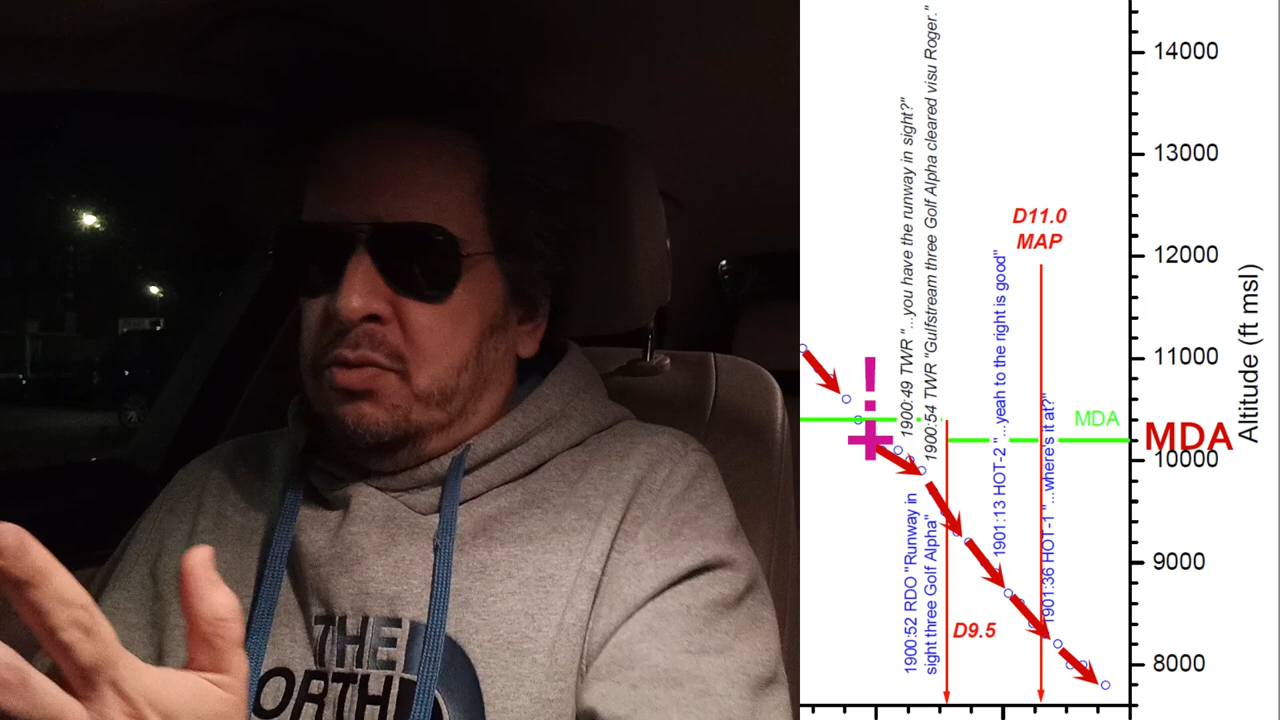 THE
NORTH
1900:49 TWR "...you have the runway in sight?"
1900:54 TWR "Gulfstream three Golf Alpha cleared visu Roger."
1900:52 RDO "Runway in
sight three Golf Alpha"
D9.5
1901:13 HOT-2 "...yeah to the right is good"
D11.0
MAP
1901:36 HOT-1 "...where's it at?"
MDA
MDA
14000
13000
12000
11000
10000
9000
8000
Altitude (ft msl)